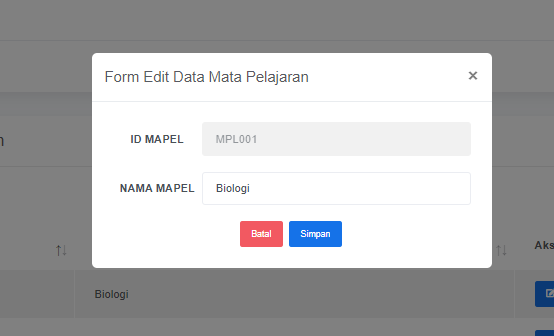 Form Edit Data Mata Pelajaran ×
ID MAPEL MPL001
NAMA MAPEL Biologi
Batal Simpan
Aks
Biologi